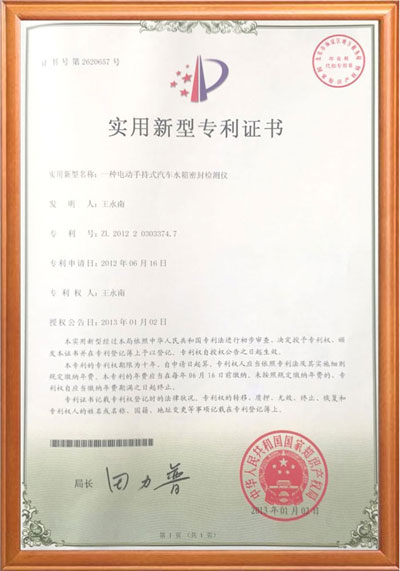 证书号第2620657号
实用新型专利证书
实用新型名称：一种电动手持式汽车水箱密封检测仪
发 明 人：王永南
专 利 号：ZL 2012 2 0303374.7
专利申请日：2012年06月16日
专 利 权 人：王永南
授权公告日：2013年01月02日
本实用新型经过本局依照中华人民共和国专利法进行初步审查，决定授予专利权，颁
发本证书并在专利登记簿上予以登记。专利权自授权公告之日起生效。
本专利的专利权期限为十年，自申请日起算。专利权人应当依照专利法及其实施细则
规定缴纳年费。本专利的年费应当在每年06月16日前缴纳。未按照规定缴纳年费的，专利
权自应当缴纳年费期满之日起终止。
专利证书记载专利权登记时的法律状况。专利权的转移、质押、无效、终止、恢复和
专利权人的姓名或名称、国籍、地址变更等事项记载在专利登记簿上。
局长 田力普
中华人民共和国国家知识产权局
2013年01月02日
第1页（共1页）